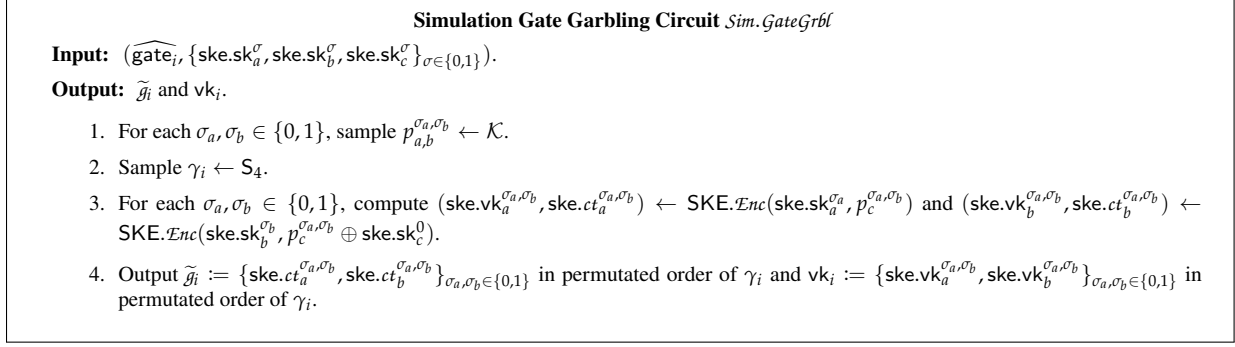 Simulation Gate Garbling Circuit Sim.GateGrbl
Input: (\widehat{gate}_i, {ske.sk_a^σ, ske.sk_b^σ, ske.sk_c^σ}_{σ∈{0,1}}).
Output: \widetilde{g}_i and vk_i.
1. For each σ_a, σ_b ∈ {0, 1}, sample p_{a,b}^{σ_a,σ_b} ← K.
2. Sample γ_i ← S_4.
3. For each σ_a, σ_b ∈ {0, 1}, compute (ske.vk_a^{σ_a,σ_b}, ske.ct_a^{σ_a,σ_b}) ← SKE.Enc(ske.sk_a^{σ_a}, p_c^{σ_a,σ_b}) and (ske.vk_b^{σ_a,σ_b}, ske.ct_b^{σ_a,σ_b}) ←
SKE.Enc(ske.sk_b^{σ_b}, p_c^{σ_a,σ_b} ⊕ ske.sk_c^0).
4. Output \widetilde{g}_i := {ske.ct_a^{σ_a,σ_b}, ske.ct_b^{σ_a,σ_b}}_{σ_a,σ_b∈{0,1}} in permutated order of γ_i and vk_i := {ske.vk_a^{σ_a,σ_b}, ske.vk_b^{σ_a,σ_b}}_{σ_a,σ_b∈{0,1}} in
permutated order of γ_i.